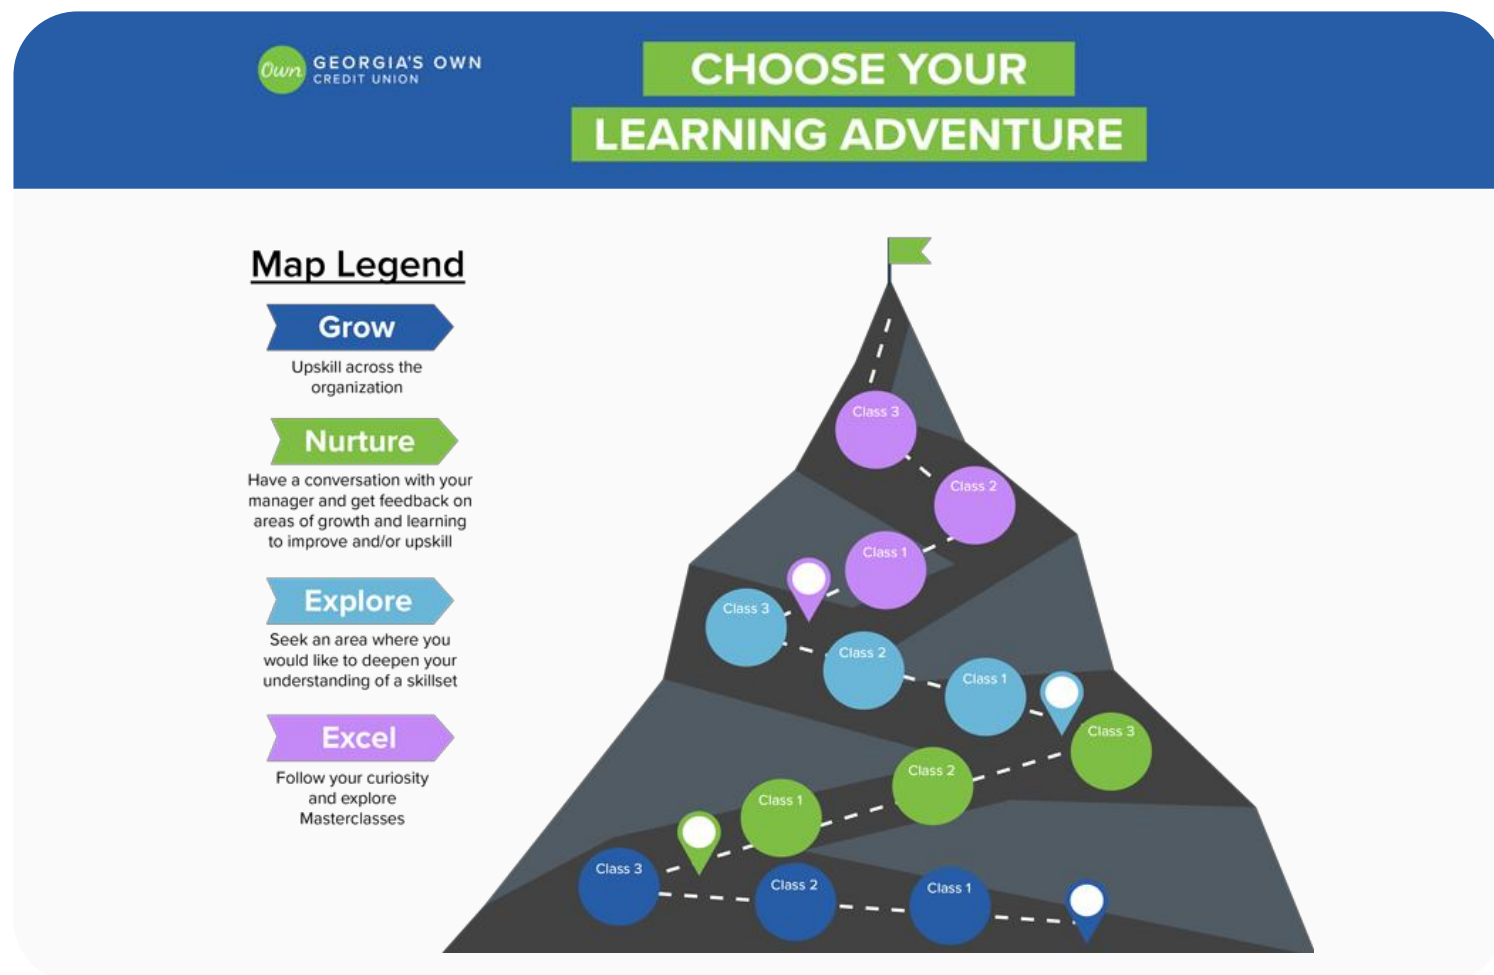 Own
GEORGIA'S OWN
CREDIT UNION
CHOOSE YOUR
LEARNING ADVENTURE
Map Legend
Grow
Upskill across the
organization
Nurture
Have a conversation with your
manager and get feedback on
areas of growth and learning
to improve and/or upskill
Explore
Seek an area where you
would like to deepen your
understanding of a skillset
Excel
Follow your curiosity
and explore
Masterclasses
Class 3
Class 2
Class 1
Class 3
Class 2
Class 1
Class 3
Class 2
Class 1
Class 3
Class 2
Class 1